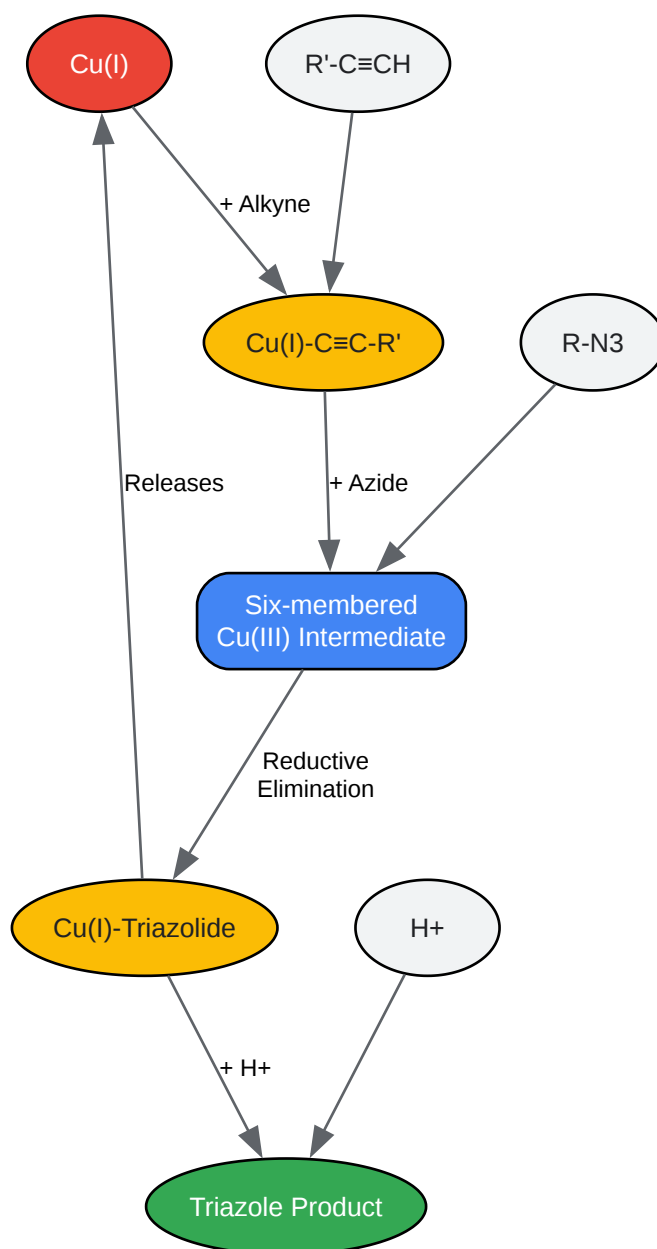 Cu(I)
R'-C≡CH
+ Alkyne
Cu(I)-C≡C-R'
R-N3
Releases
+ Azide
Six-membered
Cu(III) Intermediate
Reductive
Elimination
Cu(I)-Triazolide
H+
+ H+
Triazole Product